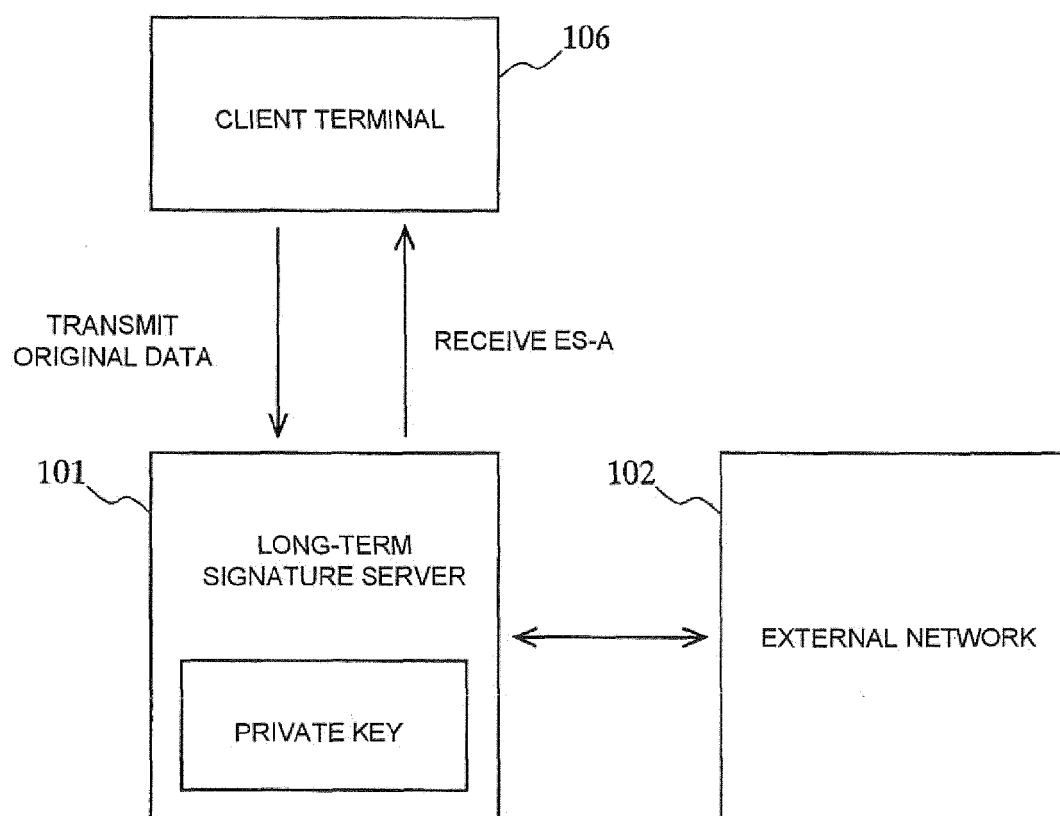 106
CLIENT TERMINAL
TRANSMIT
ORIGINAL DATA
RECEIVE ES-A
101
102
LONG-TERM
SIGNATURE SERVER
EXTERNAL NETWORK
PRIVATE KEY